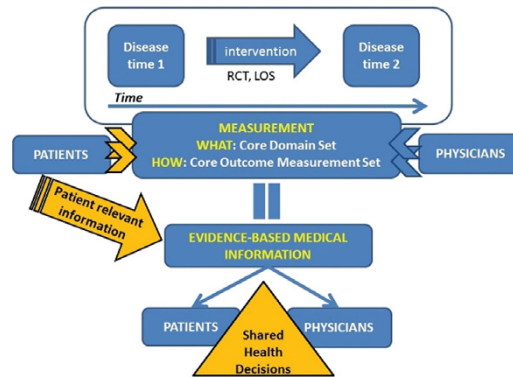 Disease
time 1
intervention
RCT, LOS
Disease
time 2
Time
MEASUREMENT
WHAT: Core Domain Set
HOW: Core Outcome Measurement Set
PATIENTS
PHYSICIANS
Patient relevant
information
EVIDENCE-BASED MEDICAL
INFORMATION
PATIENTS
PHYSICIANS
Shared
Health
Decisions